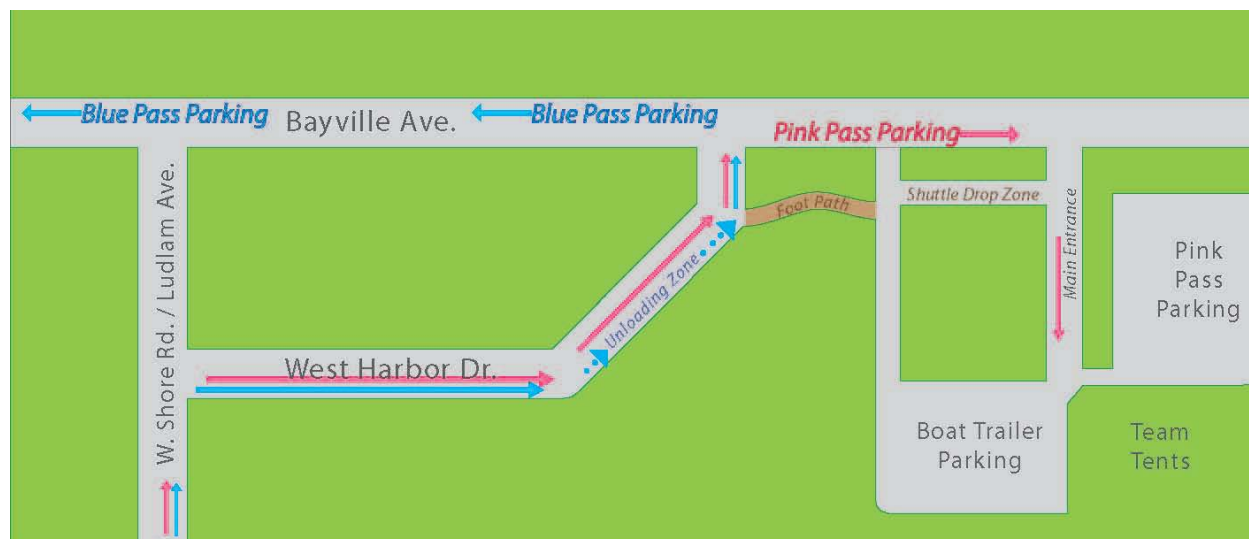 Blue Pass Parking
Bayville Ave.
Blue Pass Parking
Pink Pass Parking
Shuttle Drop Zone
Foot Path
Main Entrance
Pink
Pass
Parking
Unloading Zone
W. Shore Rd. / Ludlam Ave.
West Harbor Dr.
Boat Trailer
Parking
Team
Tents